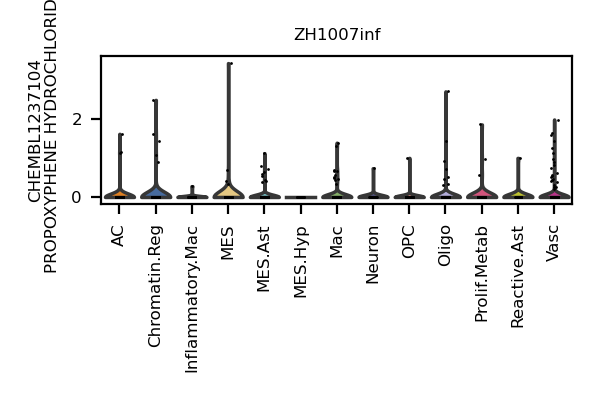 ZH1007inf
CHEMBL1237104
PROPOXYPHENE HYDROCHLORID
2
0
AC
Chromatin.Reg
Inflammatory.Mac
MES
MES.Ast
MES.Hyp
Mac
Neuron
OPC
Oligo
Prolif.Metab
Reactive.Ast
Vasc